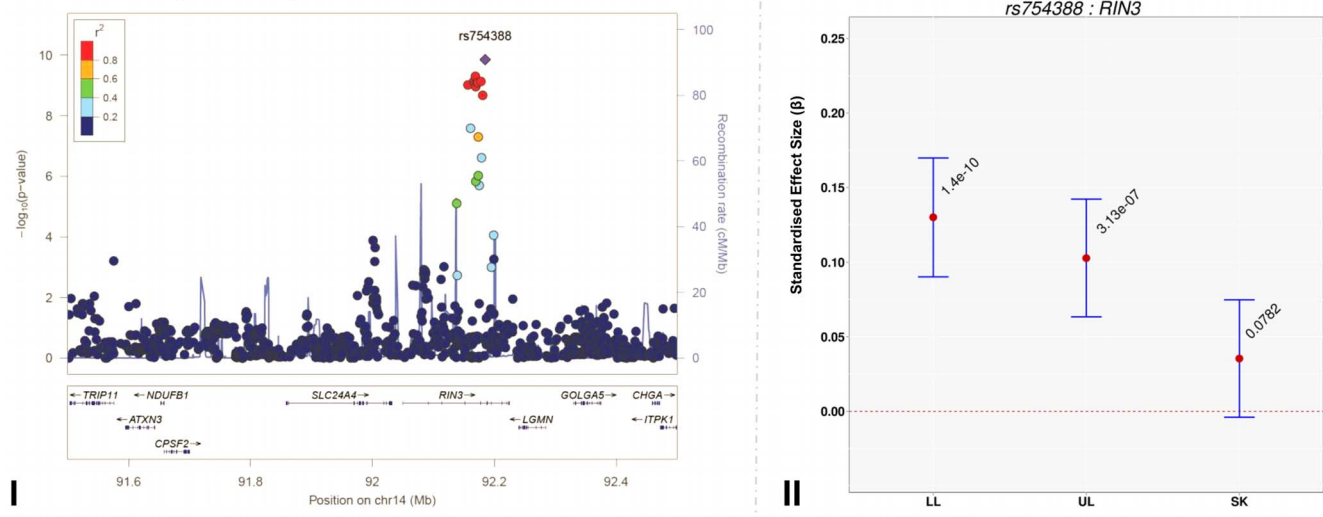 rs754388
r2
0.8
0.6
0.4
0.2
10
8
6
4
2
0
−log10(p−value)
100
80
60
40
20
0
Recombination rate (cM/Mb)
←TRIP11
←NDUFB1
SLC24A4→
RIN3→
GOLGA5→
CHGA→
←ATXN3
←LGMN
←ITPK1
CPSF2→
91.6
91.8
92
92.2
92.4
Position on chr14 (Mb)
I
rs754388 : RIN3
Standardised Effect Size (β)
0.25
0.20
0.15
0.10
0.05
0.00
1.4e-10
3.13e-07
0.0782
LL
UL
SK
II